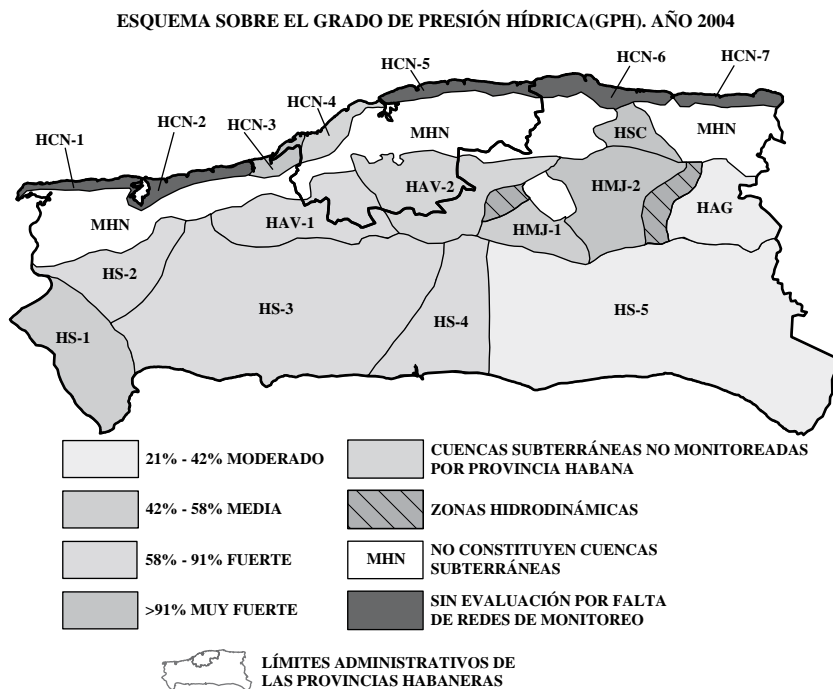 ESQUEMA SOBRE EL GRADO DE PRESIÓN HÍDRICA(GPH). AÑO 2004
HCN-5
HCN-6
HCN-7
HCN-4
HCN-3
HCN-2
HCN-1
MHN
HSC
MHN
HAV-2
HMJ-2
HAG
MHN
HAV-1
HMJ-1
HS-2
HS-3
HS-4
HS-5
HS-1
21% - 42% MODERADO
42% - 58% MEDIA
58% - 91% FUERTE
>91% MUY FUERTE
CUENCAS SUBTERRÁNEAS NO MONITOREADAS
POR PROVINCIA HABANA
ZONAS HIDRODINÁMICAS
MHN
NO CONSTITUYEN CUENCAS
SUBTERRÁNEAS
SIN EVALUACIÓN POR FALTA
DE REDES DE MONITOREO
LÍMITES ADMINISTRATIVOS DE
LAS PROVINCIAS HABANERAS